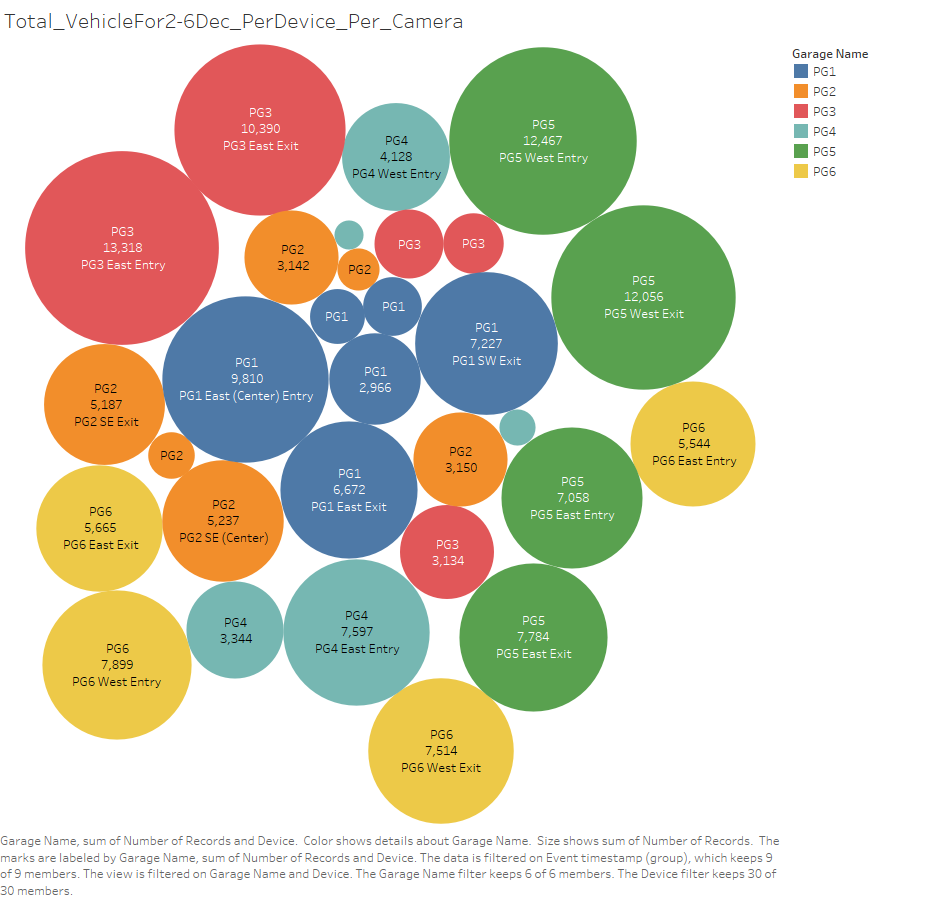 Total_VehicleFor2-6Dec_PerDevice_Per_Camera
Garage Name
PG1
PG2
PG3
PG4
PG5
PG6
PG3
10,390
PG3 East Exit
PG4
4,128
PG4 West Entry
PG5
12,467
PG5 West Entry
PG3
13,318
PG3 East Entry
PG2
3,142
PG2
PG3
PG3
PG5
12,056
PG5 West Exit
PG1
PG1
PG1
7,227
PG1 SW Exit
PG1
9,810
PG1 East (Center) Entry
PG1
2,966
PG2
5,187
PG2 SE Exit
PG6
5,544
PG6 East Entry
PG2
PG2
3,150
PG1
6,672
PG1 East Exit
PG5
7,058
PG5 East Entry
PG6
5,665
PG6 East Exit
PG2
5,237
PG2 SE (Center)
PG3
3,134
PG4
3,344
PG4
7,597
PG4 East Entry
PG5
7,784
PG5 East Exit
PG6
7,899
PG6 West Entry
PG6
7,514
PG6 West Exit
Garage Name, sum of Number of Records and Device.  Color shows details about Garage Name.  Size shows sum of Number of Records.  The
marks are labeled by Garage Name, sum of Number of Records and Device. The data is filtered on Event timestamp (group), which keeps 9
of 9 members. The view is filtered on Garage Name and Device. The Garage Name filter keeps 6 of 6 members. The Device filter keeps 30 of
30 members.